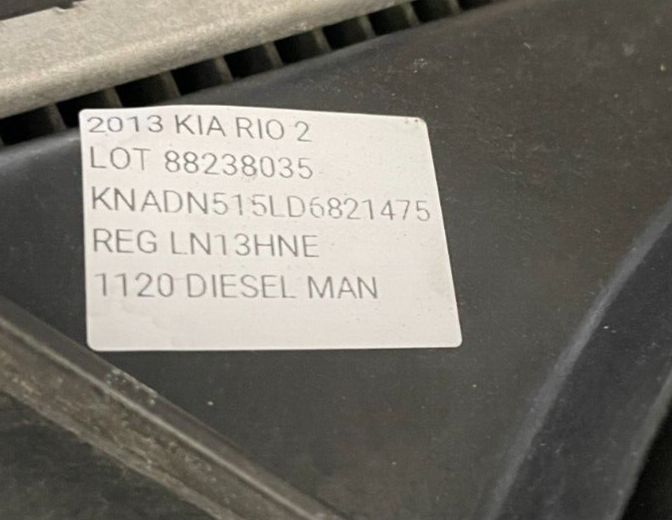 2013 KIA RIO 2
LOT 88238035
KNADN515LD6821475
REG LN13HNE
1120 DIESEL MAN